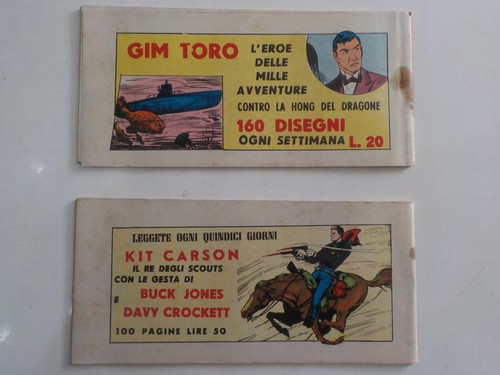 GIM TORO
L'EROE
DELLE
MILLE
AVVENTURE
CONTRO LA HONG DEL DRAGONE
160 DISEGNI
OGNI SETTIMANA L. 20
LEGGETE OGNI QUINDICI GIORNI
KIT CARSON
IL RE DEGLI SCOUTS
CON LE GESTA DI
BUCK JONES
E
DAVY CROCKETT
100 PAGINE LIRE 50